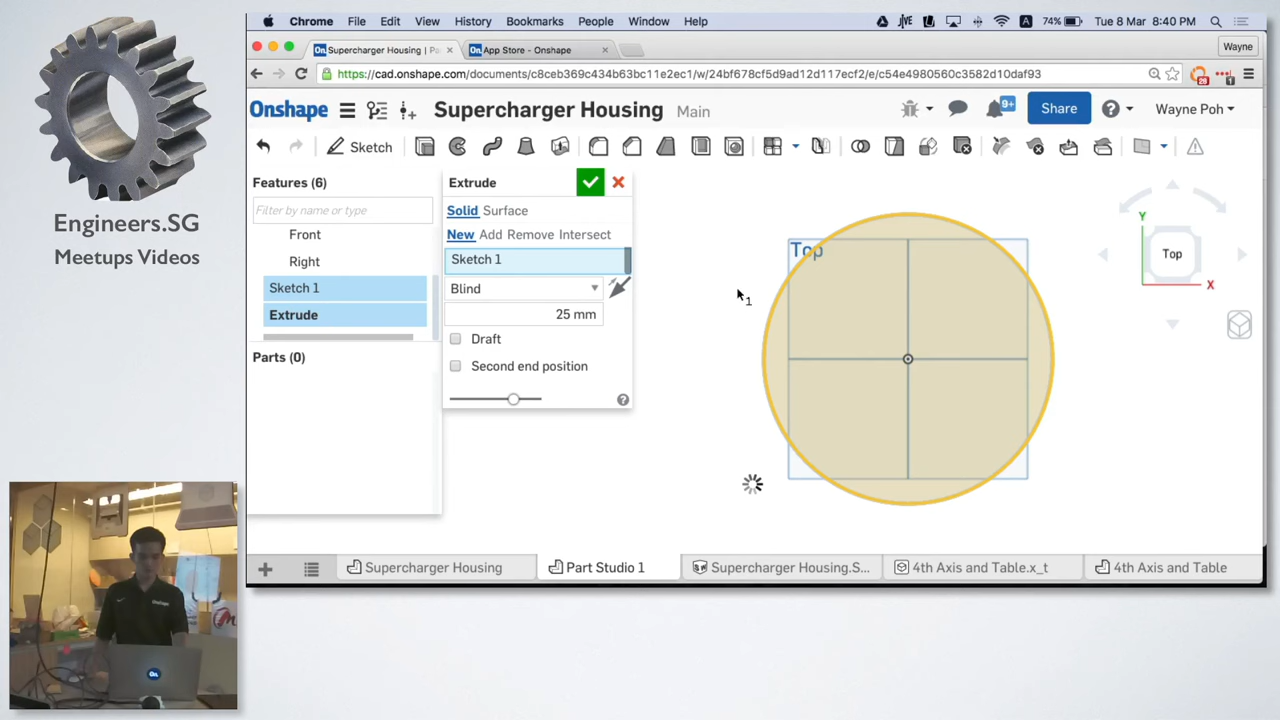 Chrome File Edit View History Bookmarks People Window Help
74% Tue 8 Mar 8:40 PM
Supercharger Housing | Pa
App Store - Onshape
Wayne
https://cad.onshape.com/documents/c8ceb369c434b63bc11e2ec1/w/24bf678cf5d9ad12d117ecf2/e/c54e4980560c3582d10daf93
Onshape
Supercharger Housing Main
9+
Share
Wayne Poh
Sketch
Features (6)
Filter by name or type
Front
Right
Sketch 1
Extrude
Parts (0)
Extrude
Solid Surface
New Add Remove Intersect
Sketch 1
Blind
25 mm
Draft
Second end position
Top
1
Y
Top
X
Supercharger Housing
Part Studio 1
Supercharger Housing.S...
4th Axis and Table.x_t
4th Axis and Table
Engineers.SG
Meetups Videos
On